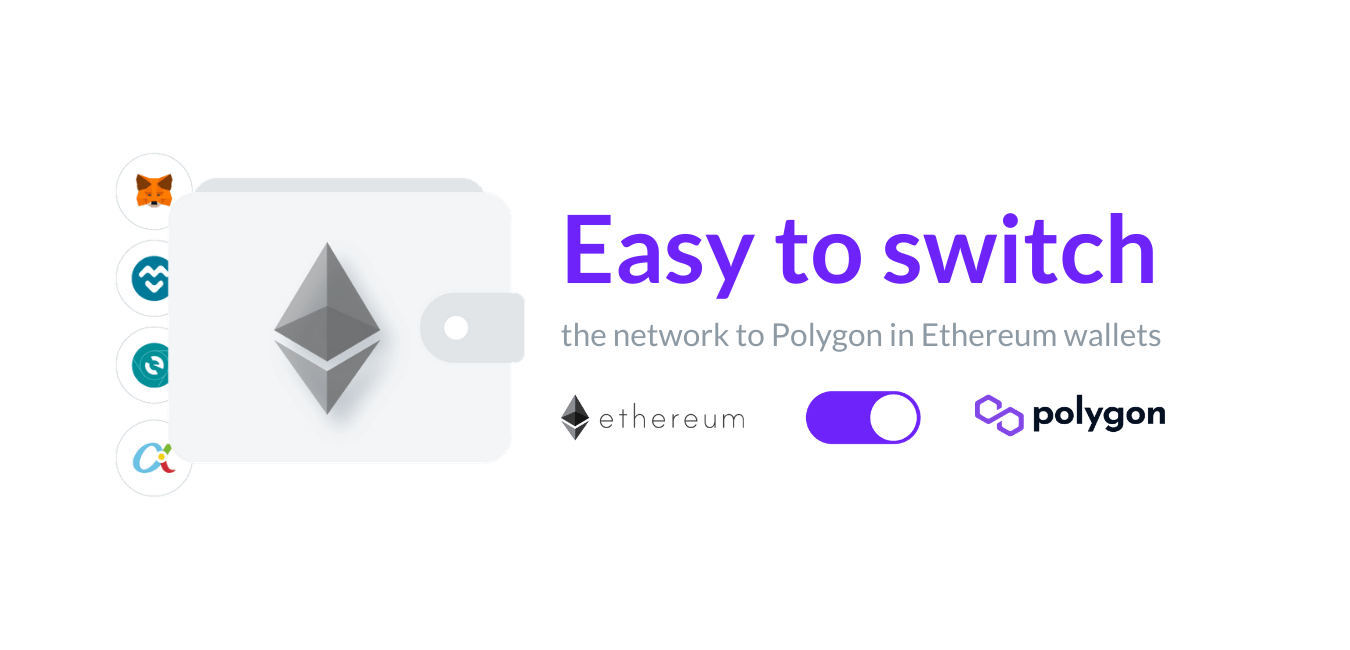 Easy to switch
the network to Polygon in Ethereum wallets
ethereum
polygon